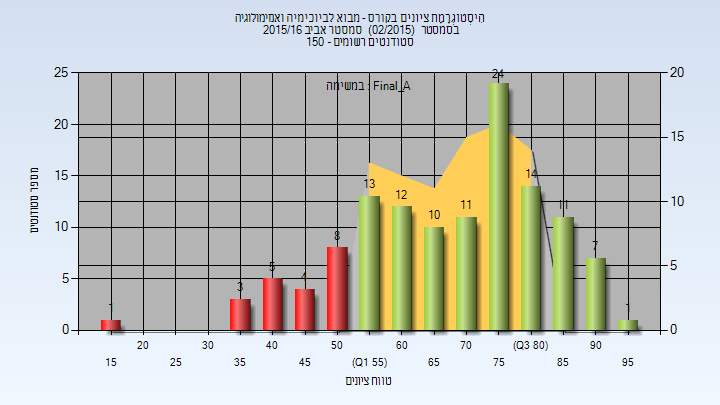 היסטוגרמת ציונים בקורס - מבוא לביוכימיה ואנזימולוגיה
בסמסטר (02/2015) סמסטר אביב 2015/16
סטודנטים רשומים - 150
במשימה : Final_A
מספר סטודנטים
25 20 15 10 5 0
20 15 10 5 0
1 3 5 4 8 13 12 10 11 24 14 11 7 1
20 30 40 50 60 70 (Q3 80) 90
15 25 35 45 (Q1 55) 65 75 85 95
טווח ציונים